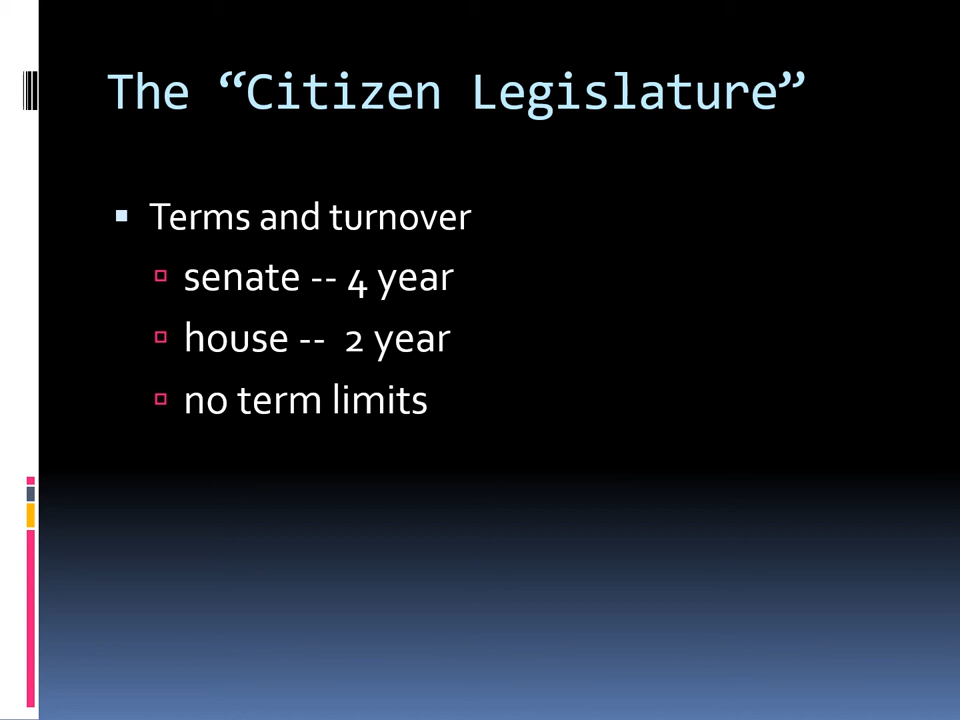 The “Citizen Legislature”
Terms and turnover
senate -- 4 year
house --  2 year
no term limits